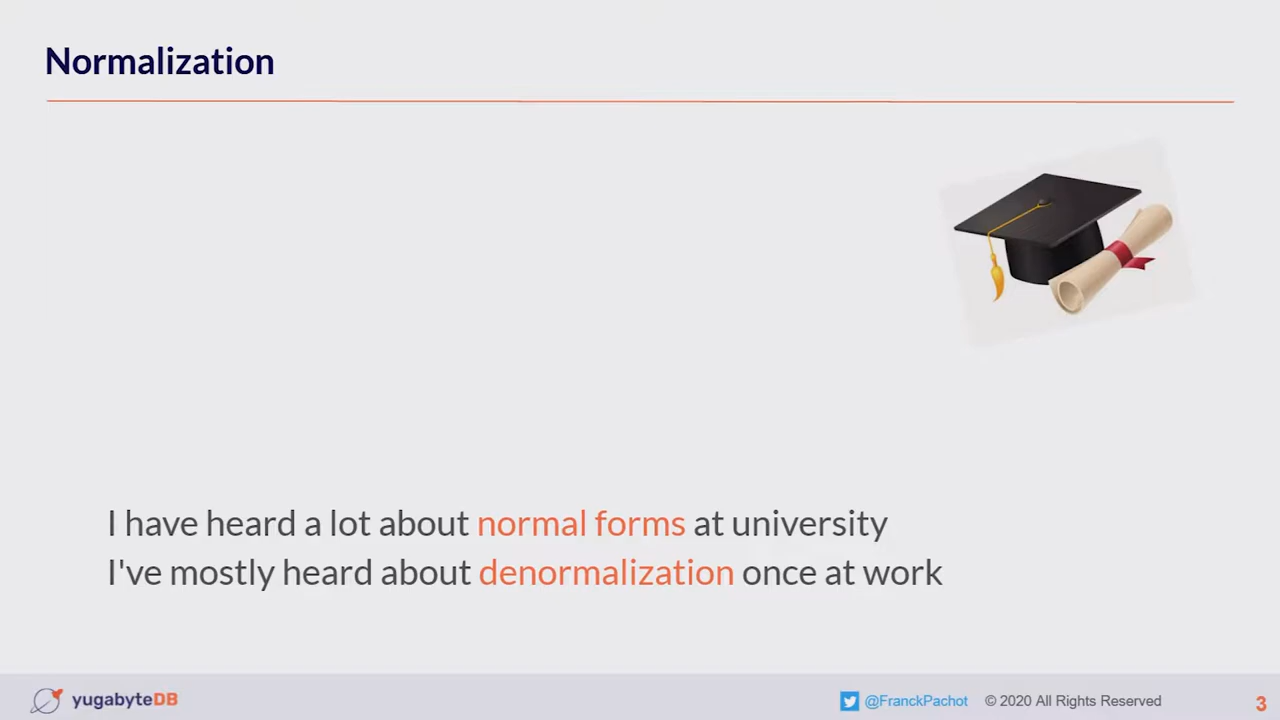 Normalization
I have heard a lot about normal forms at university
I've mostly heard about denormalization once at work
yugabyteDB
@FranckPachot
© 2020 All Rights Reserved
3